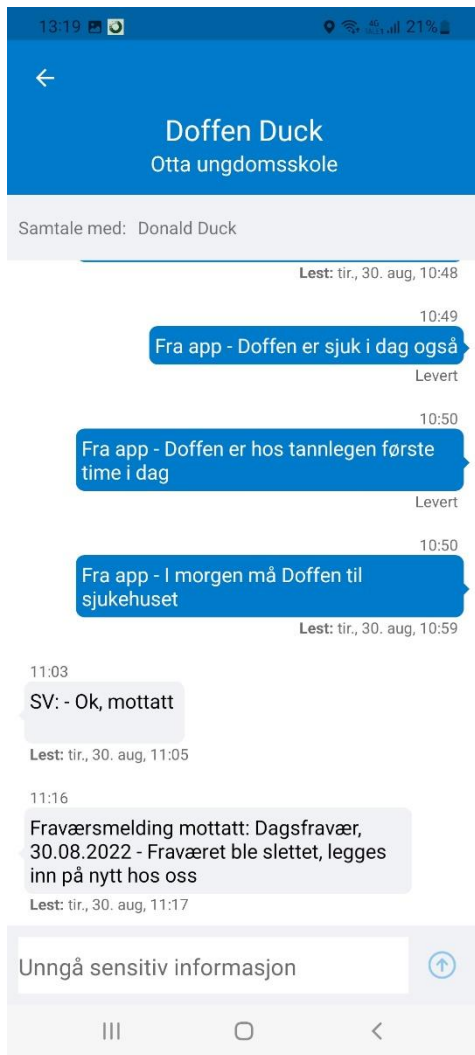 13:19 21%
Doffen Duck
Otta ungdomsskole
Samtale med: Donald Duck
Lest: tir., 30. aug, 10:48
10:49
Fra app - Doffen er sjuk i dag også
Levert
10:50
Fra app - Doffen er hos tannlegen første
time i dag
Levert
10:50
Fra app - I morgen må Doffen til
sjukehuset
Lest: tir., 30. aug, 10:59
11:03
SV: - Ok, mottatt
Lest: tir., 30. aug, 11:05
11:16
Fraværsmelding mottatt: Dagsfravær,
30.08.2022 - Fraværet ble slettet, legges
inn på nytt hos oss
Lest: tir., 30. aug, 11:17
Unngå sensitiv informasjon